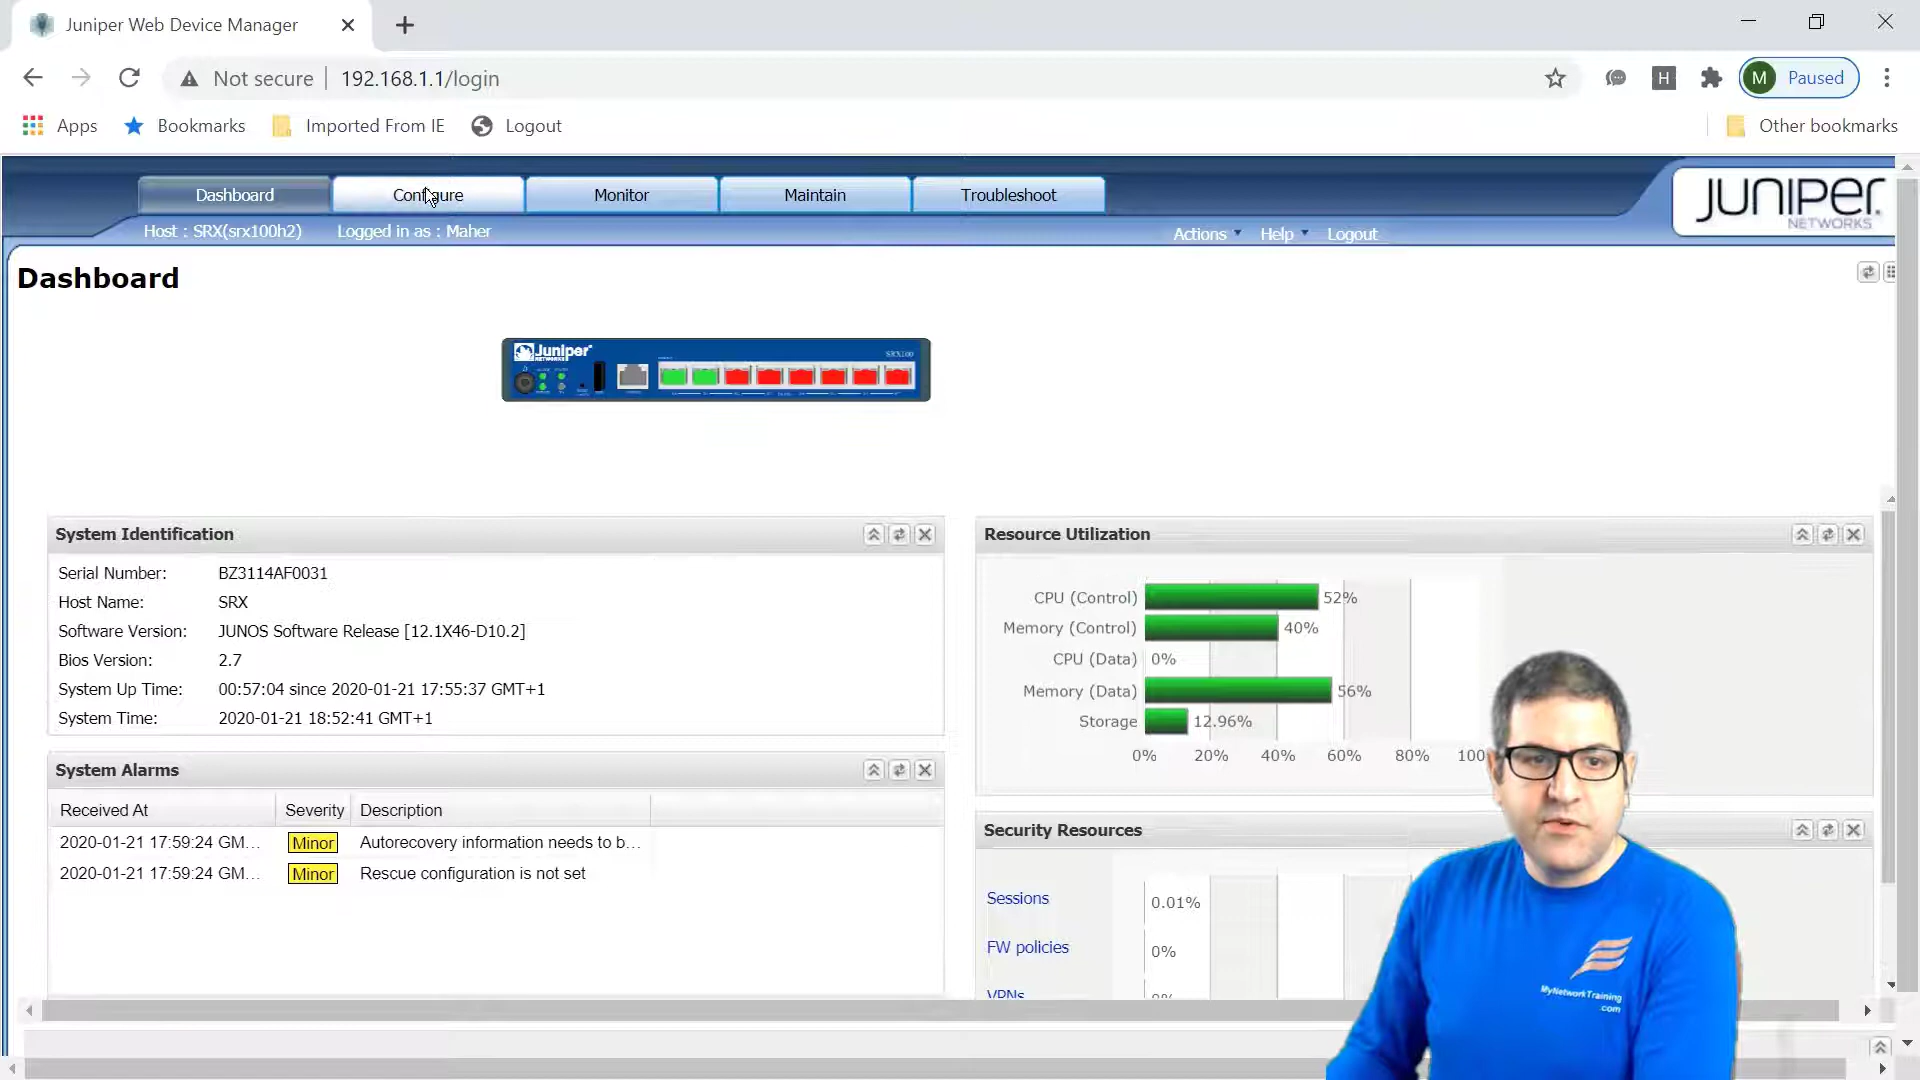 Juniper Web Device Manager
Not secure
192.168.1.1/login
H
M
Paused
Apps
Bookmarks
Imported From IE
Logout
Other bookmarks
Dashboard
Configure
Monitor
Maintain
Troubleshoot
JUNIPER
NETWORKS
Host : SRX(srx100h2)
Logged in as : Maher
Actions
Help
Logout
Dashboard
Juniper
NETWORKS
SRX100
System Identification
Serial Number: BZ3114AF0031
Host Name: SRX
Software Version: JUNOS Software Release [12.1X46-D10.2]
Bios Version: 2.7
System Up Time: 00:57:04 since 2020-01-21 17:55:37 GMT+1
System Time: 2020-01-21 18:52:41 GMT+1
System Alarms
Received At Severity Description
2020-01-21 17:59:24 GM... Minor Autorecovery information needs to b...
2020-01-21 17:59:24 GM... Minor Rescue configuration is not set
Resource Utilization
CPU (Control) 52%
Memory (Control) 40%
CPU (Data) 0%
Memory (Data) 56%
Storage 12.96%
0% 20% 40% 60% 80% 100
Security Resources
Sessions 0.01%
FW policies 0%
VPNs
MyNetworkTraining
.com